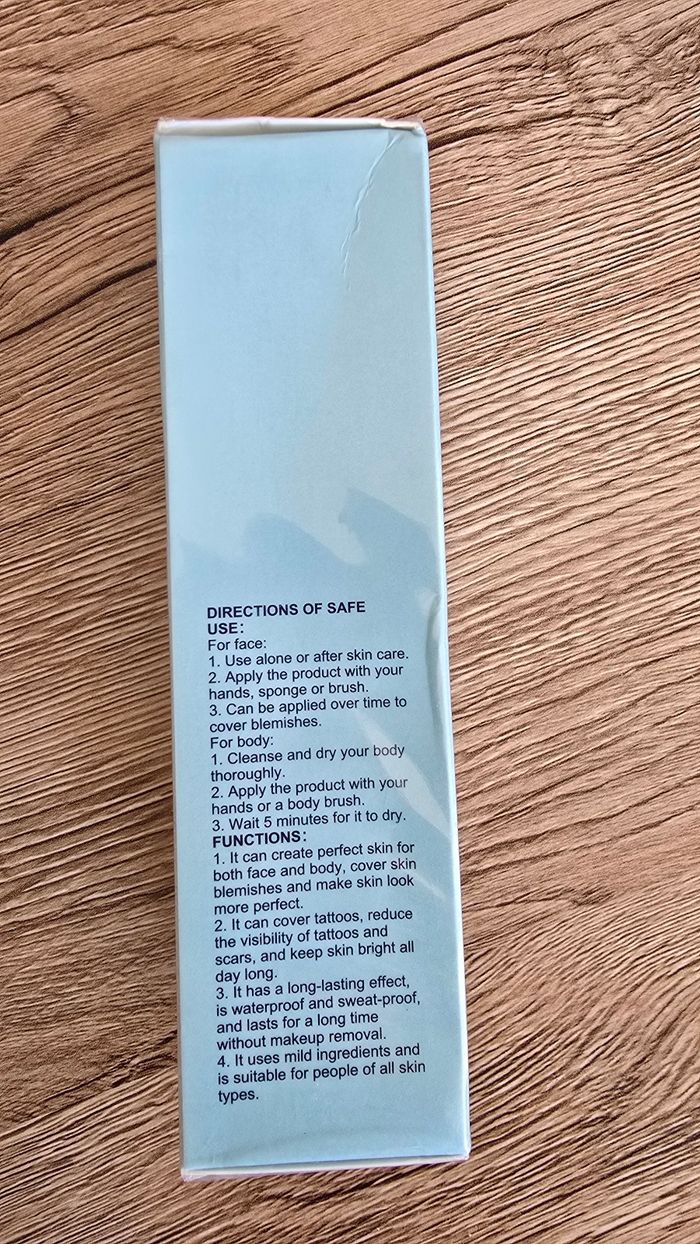 DIRECTIONS OF SAFE
USE:
For face:
1. Use alone or after skin care.
2. Apply the product with your
hands, sponge or brush.
3. Can be applied over time to
cover blemishes.
For body:
1. Cleanse and dry your body
thoroughly.
2. Apply the product with your
hands or a body brush.
3. Wait 5 minutes for it to dry.
FUNCTIONS:
1. It can create perfect skin for
both face and body, cover skin
blemishes and make skin look
more perfect.
2. It can cover tattoos, reduce
the visibility of tattoos and
scars, and keep skin bright all
day long.
3. It has a long-lasting effect,
is waterproof and sweat-proof,
and lasts for a long time
without makeup removal.
4. It uses mild ingredients and
is suitable for people of all skin
types.